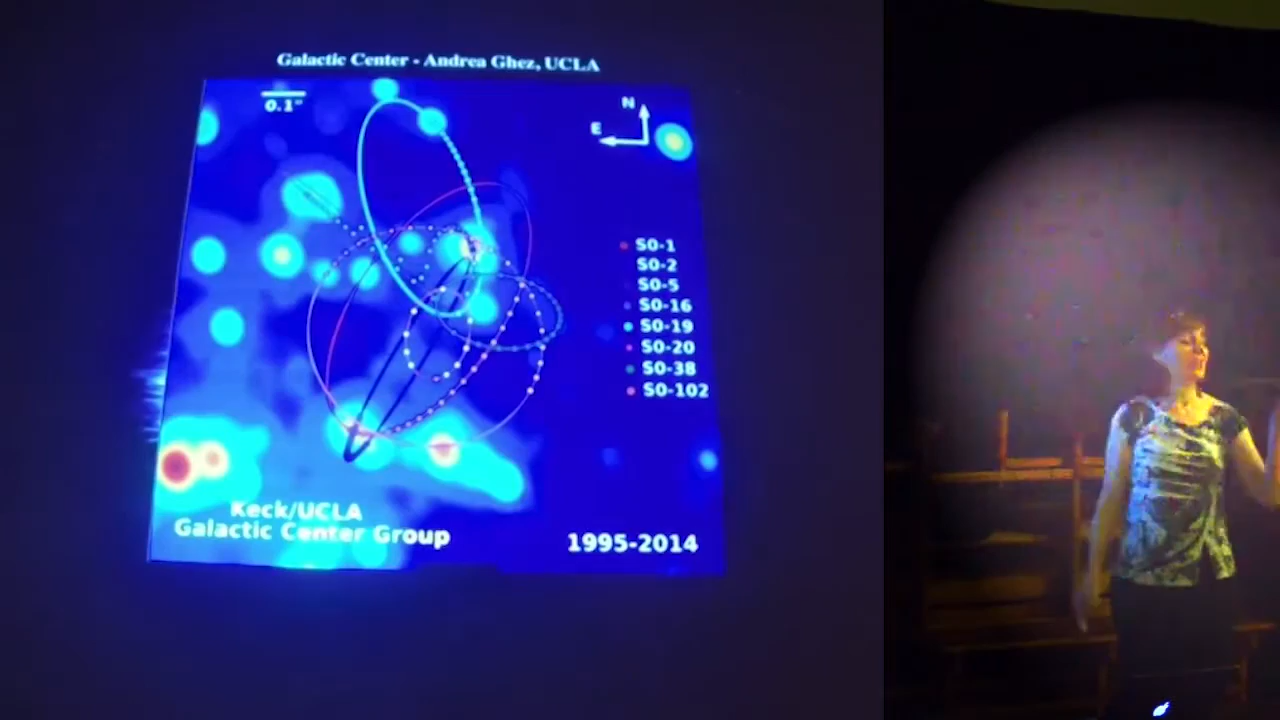 Galactic Center - Andrea Ghez, UCLA
0.1"
N
E
S0-1
S0-2
S0-5
S0-16
S0-19
S0-20
S0-38
S0-102
Keck/UCLA
Galactic Center Group
1995-2014